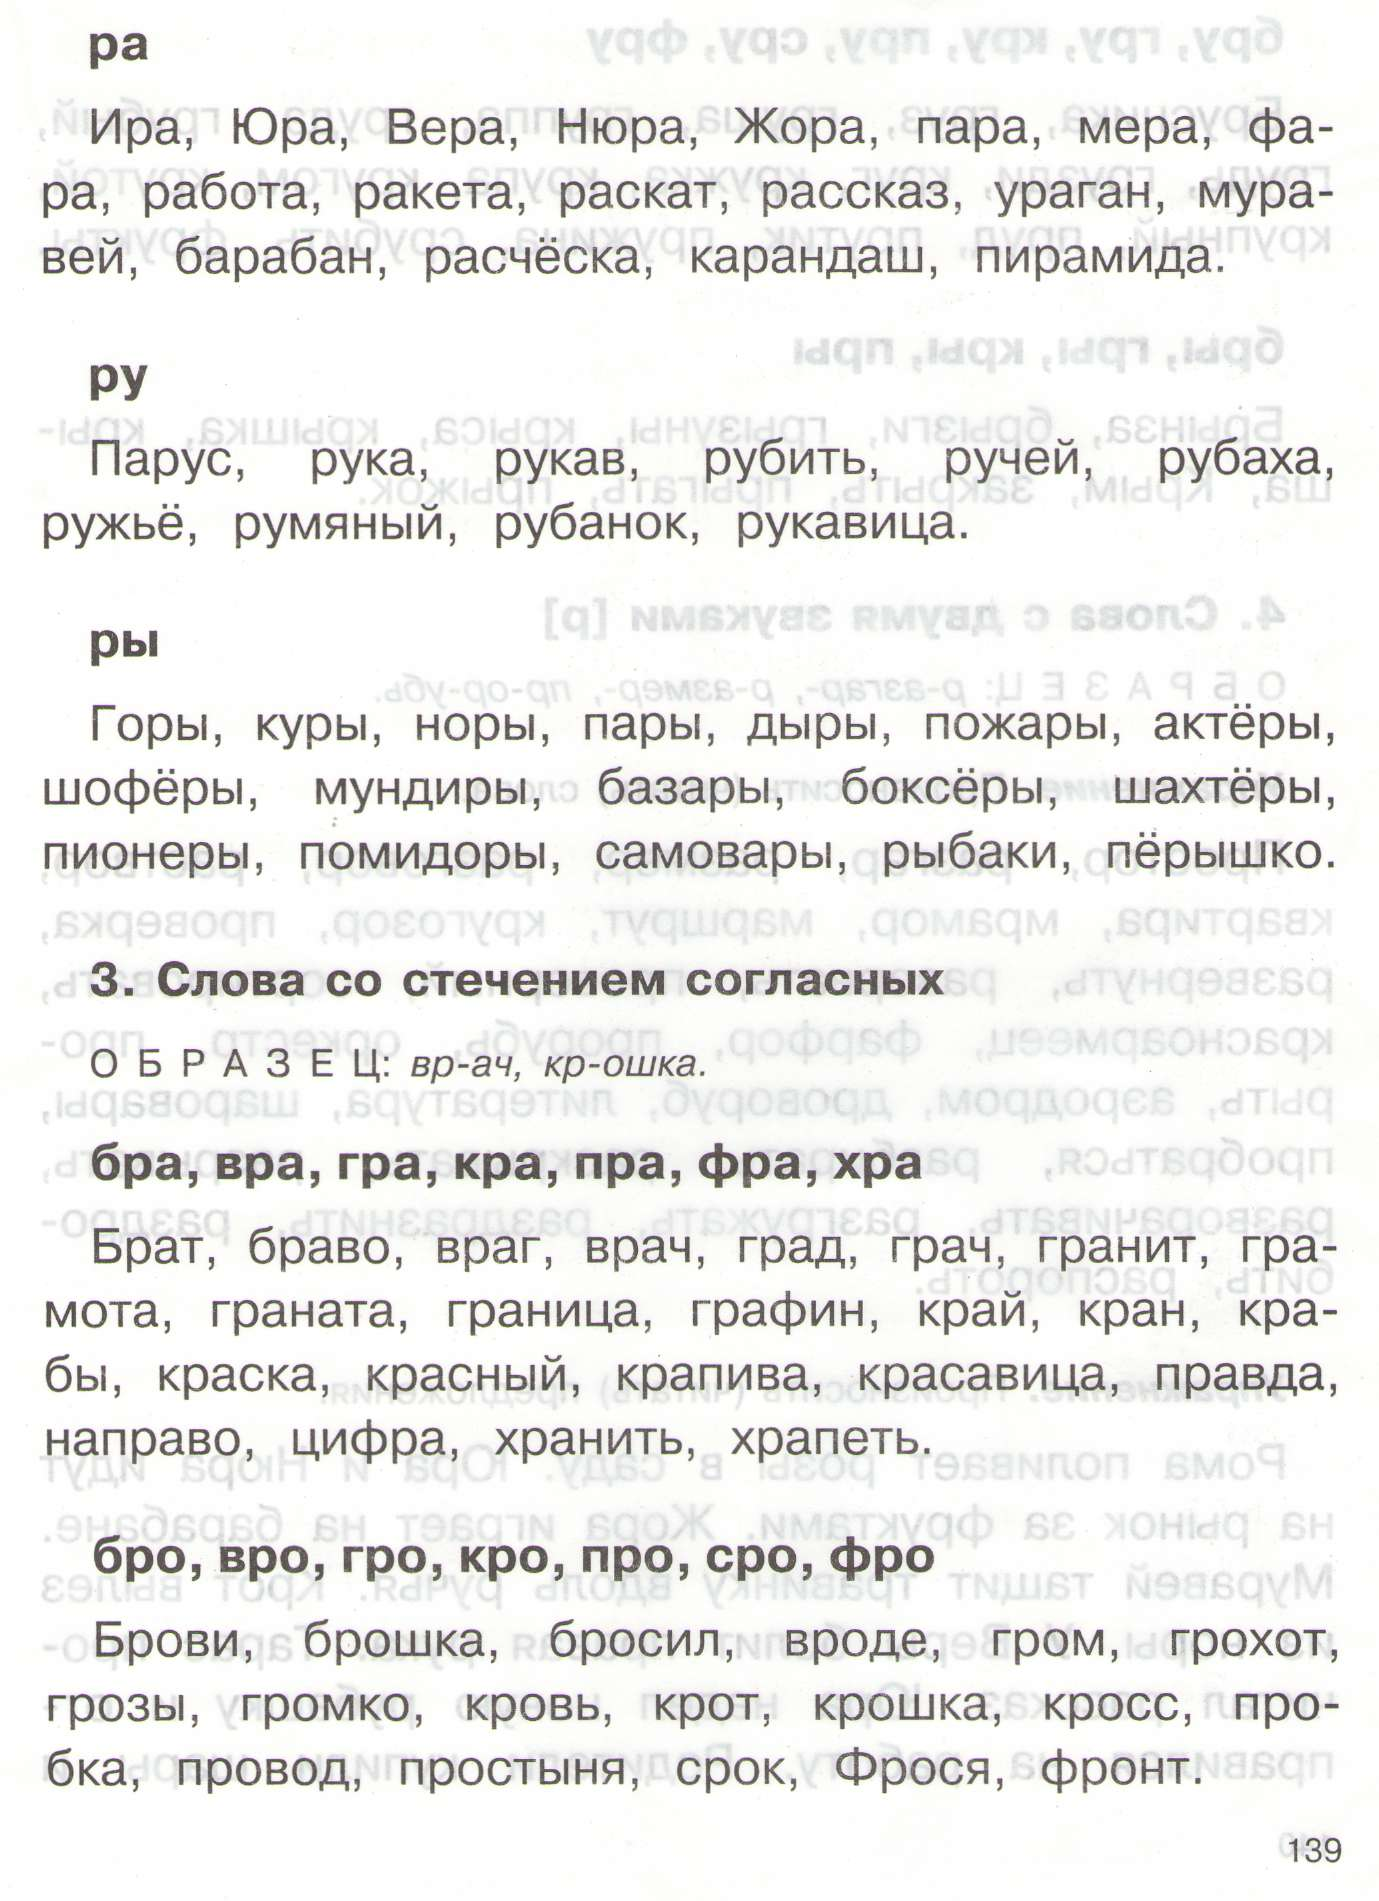 ра
Ира, Юра, Вера, Нюра, Жора, пара, мера, фа-
ра, работа, ракета, раскат, рассказ, ураган, мура-
вей, барабан, расчёска, карандаш, пирамида.
ру
Парус, рука, рукав, рубить, ручей, рубаха,
ружьё, румяный, рубанок, рукавица.
ры
Горы, куры, норы, пары, дыры, пожары, актёры,
шофёры, мундиры, базары, боксёры, шахтёры,
пионеры, помидоры, самовары, рыбаки, пёрышко.
3. Слова со стечением согласных
О Б Р А З Е Ц: вр-ач, кр-ошка.
бра, вра, гра, кра, пра, фра, хра
Брат, браво, враг, врач, град, грач, гранит, гра-
мота, граната, граница, графин, край, кран, кра-
бы, краска, красный, крапива, красавица, правда,
направо, цифра, хранить, храпеть.
бро, вро, гро, кро, про, сро, фро
Брови, брошка, бросил, вроде, гром, грохот,
грозы, громко, кровь, крот, крошка, кросс, про-
бка, провод, простыня, срок, Фрося, фронт.
139